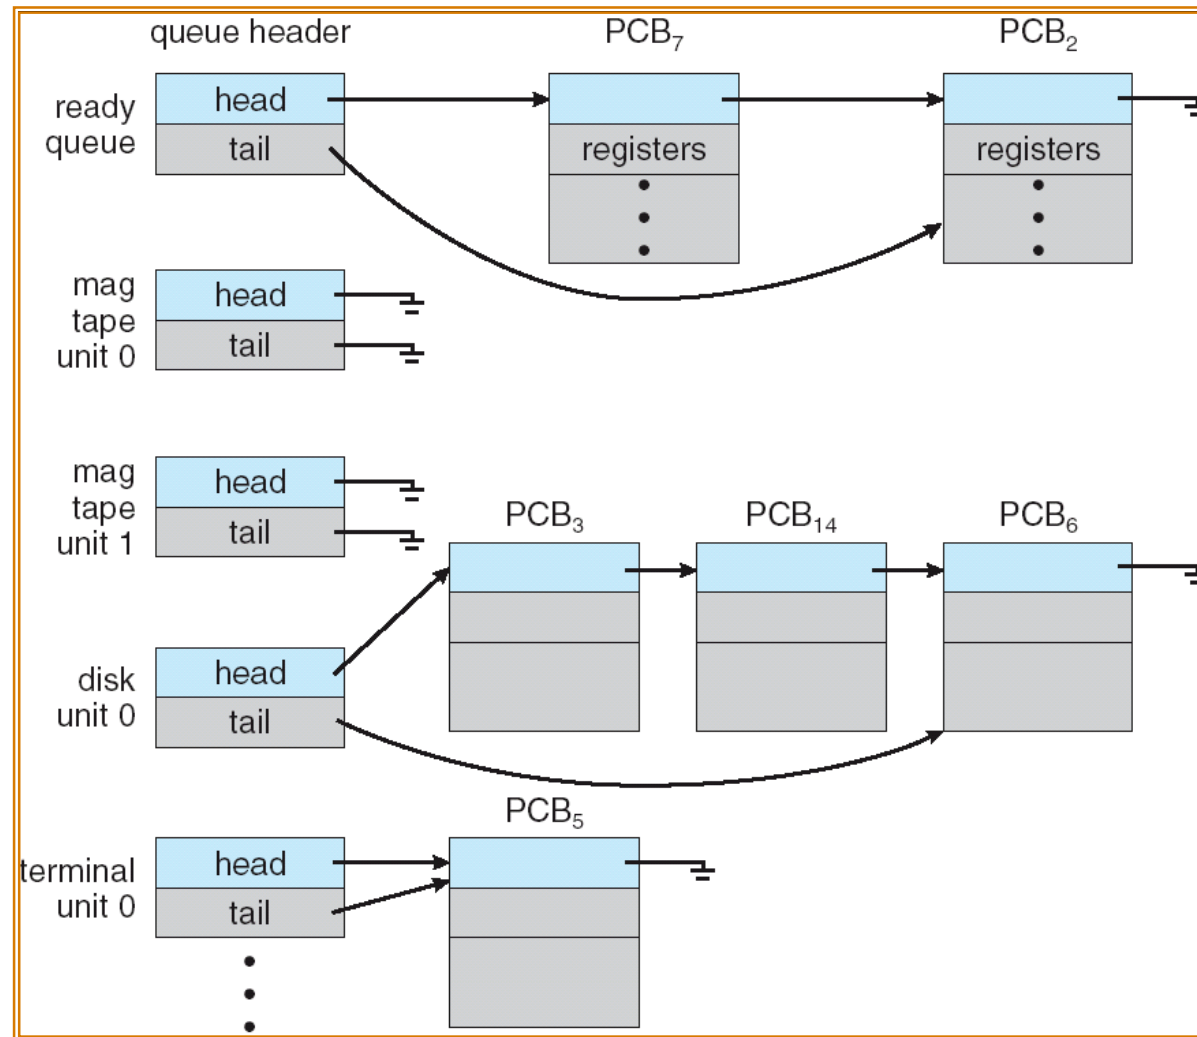 queue header
PCB₇
PCB₂
ready
queue
head
tail
registers
registers
mag
tape
unit 0
head
tail
mag
tape
unit 1
head
tail
PCB₃
PCB₁₄
PCB₆
disk
unit 0
head
tail
PCB₅
terminal
unit 0
head
tail